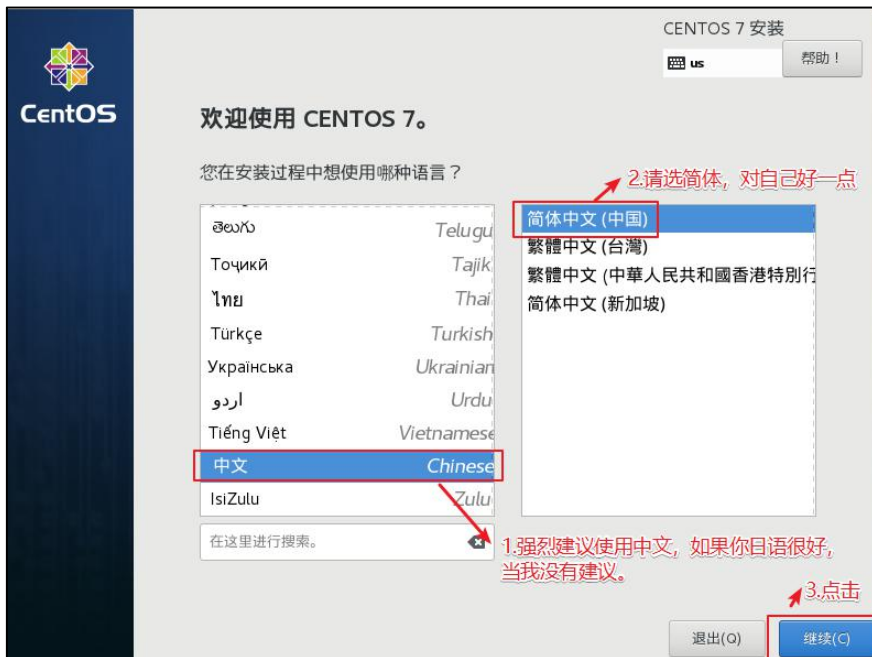 CENTOS 7 安装
us
帮助！
CentOS
欢迎使用 CENTOS 7。
您在安装过程中想使用哪种语言？
2.请选简体，对自己好一点
తెలుగు Telugu
Тоҷикӣ Tajik
ไทย Thai
Türkçe Turkish
Українська Ukrainian
اردو Urdu
Tiếng Việt Vietnamese
中文 Chinese
IsiZulu Zulu
简体中文 (中国)
繁體中文 (台灣)
繁體中文 (中華人民共和國香港特別行
简体中文 (新加坡)
在这里进行搜索。
1.强烈建议使用中文，如果你日语很好，
当我没有建议。
3.点击
退出(Q)
继续(C)